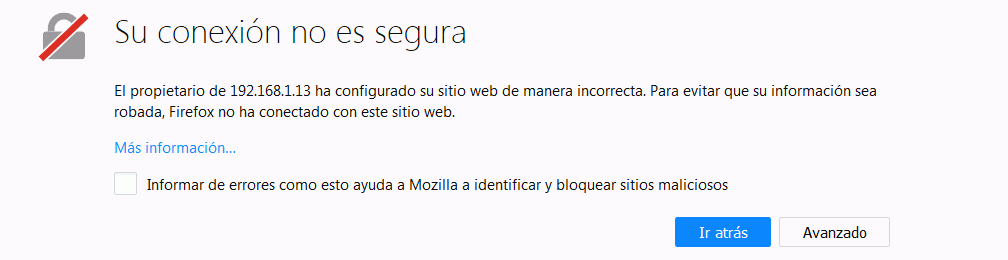 Su conexión no es segura
El propietario de 192.168.1.13 ha configurado su sitio web de manera incorrecta. Para evitar que su información sea
robada, Firefox no ha conectado con este sitio web.
Más información...
Informar de errores como esto ayuda a Mozilla a identificar y bloquear sitios maliciosos
Ir atrás Avanzado